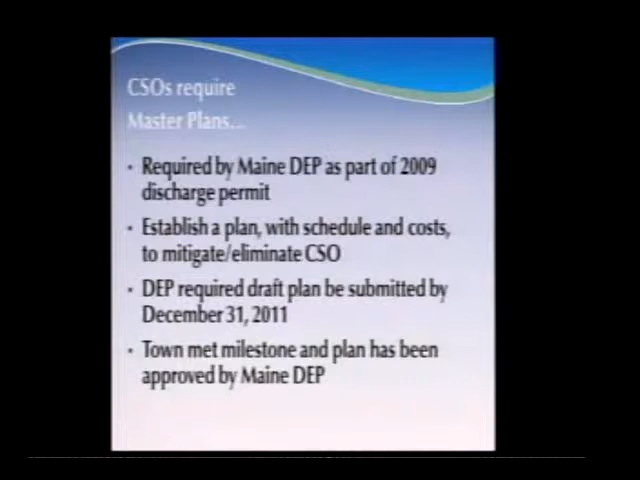 CSOs require
Master Plans...
• Required by Maine DEP as part of 2009
discharge permit
• Establish a plan, with schedule and costs,
to mitigate/eliminate CSO
• DEP required draft plan be submitted by
December 31, 2011
• Town met milestone and plan has been
approved by Maine DEP